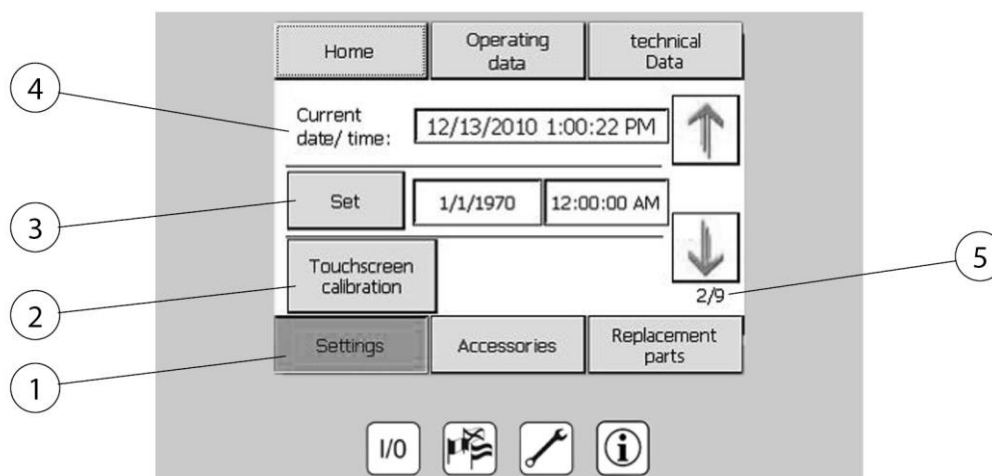 Home
Operating
data
technical
Data
4
Current
date/ time:
12/13/2010 1:00:22 PM
3
Set
1/1/1970
12:00:00 AM
5
Touchscreen
calibration
2
2/9
Settings
Accessories
Replacement
parts
1
I/0
i